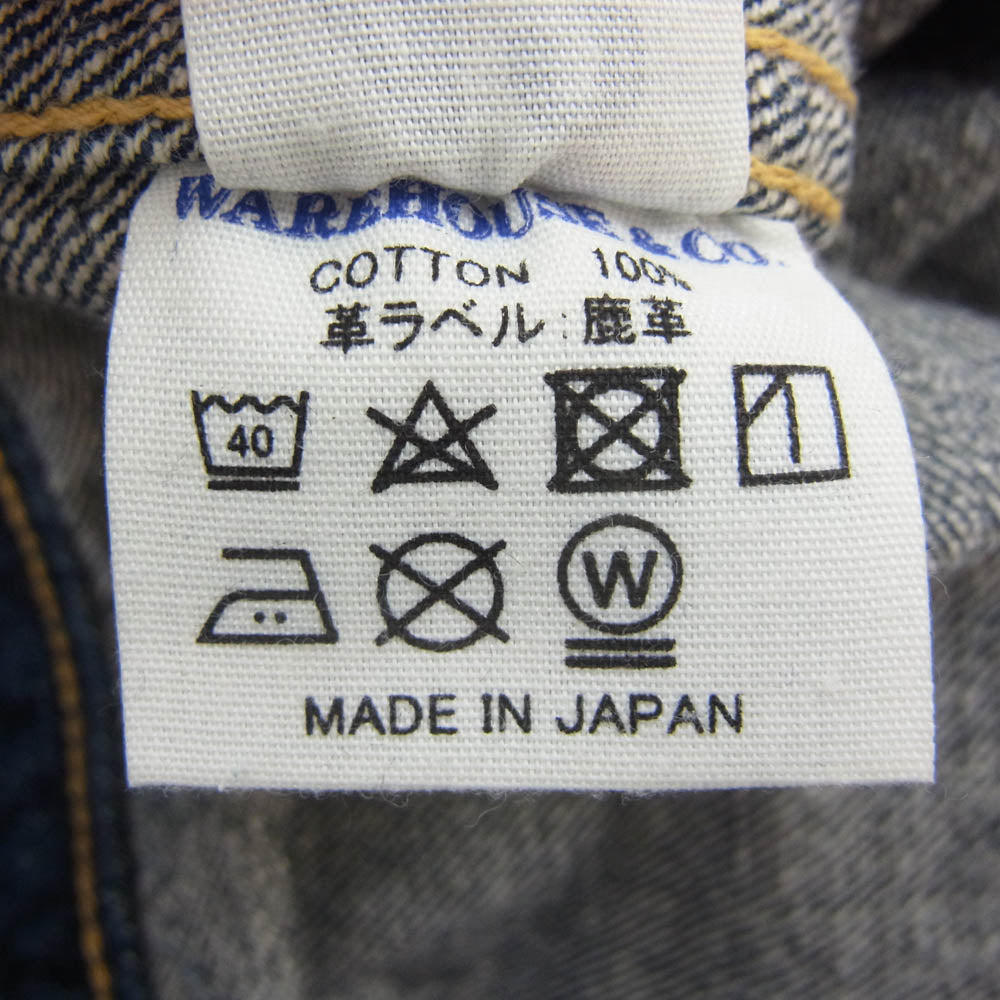 WAREHOUSE & CO.
COTTON 100%
革ラベル:鹿革
40
W
MADE IN JAPAN